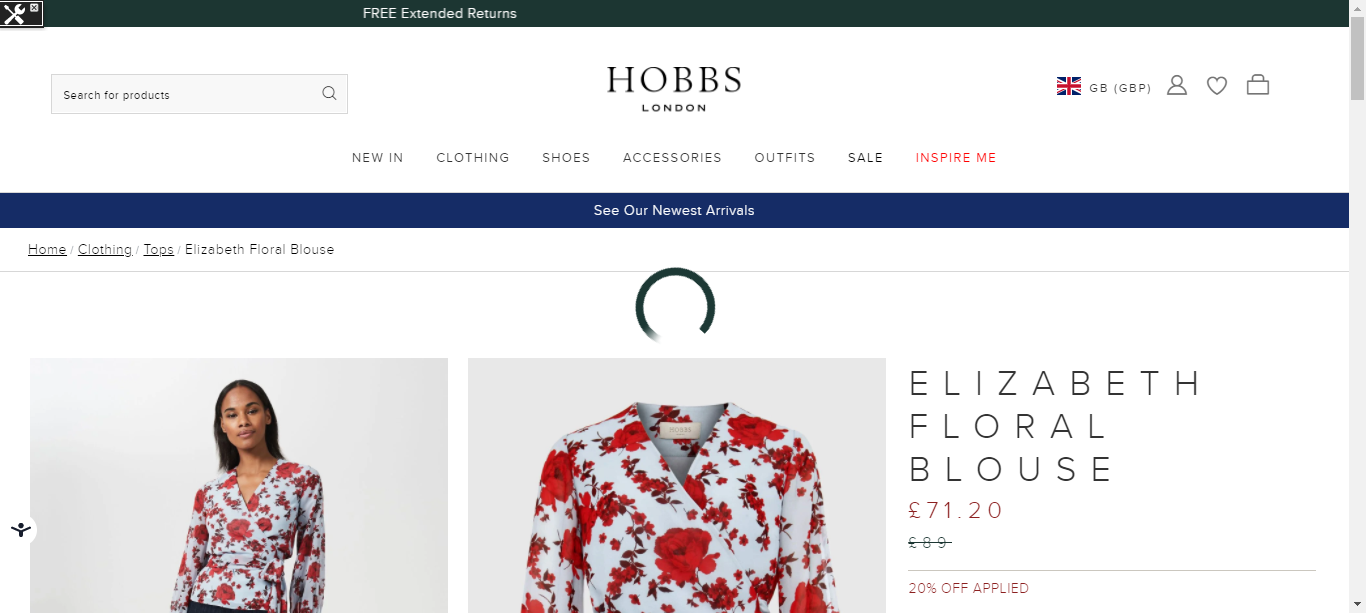 FREE Extended Returns
Search for products
HOBBS
LONDON
GB (GBP)
NEW IN CLOTHING SHOES ACCESSORIES OUTFITS SALE INSPIRE ME
See Our Newest Arrivals
Home / Clothing / Tops / Elizabeth Floral Blouse
HOBBS
ELIZABETH
FLORAL
BLOUSE
£71.20
£89
20% OFF APPLIED